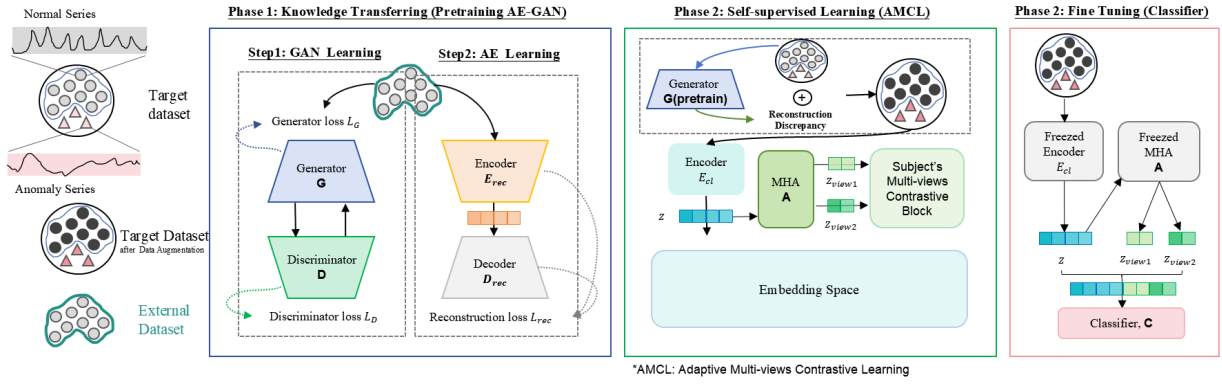 Normal Series
Target
dataset
Anomaly Series
Target Dataset
after Data Augmentation
External
Dataset
Phase 1: Knowledge Transferring (Pretraining AE-GAN)
Step1: GAN Learning
Step2: AE Learning
Generator loss L_G
Generator
G
Discriminator
D
Discriminator loss L_D
Encoder
E_rec
Decoder
D_rec
Reconstruction loss L_rec
Phase 2: Self-supervised Learning (AMCL)
Generator
G(pretrain)
Reconstruction
Discrepancy
Encoder
E_cl
z
MHA
A
z_view1
z_view2
Subject's
Multi-views
Contrastive
Block
Embedding Space
*AMCL: Adaptive Multi-views Contrastive Learning
Phase 2: Fine Tuning (Classifier)
Freezed
Encoder
E_cl
Freezed
MHA
A
z
z_view1
z_view2
Classifier, C